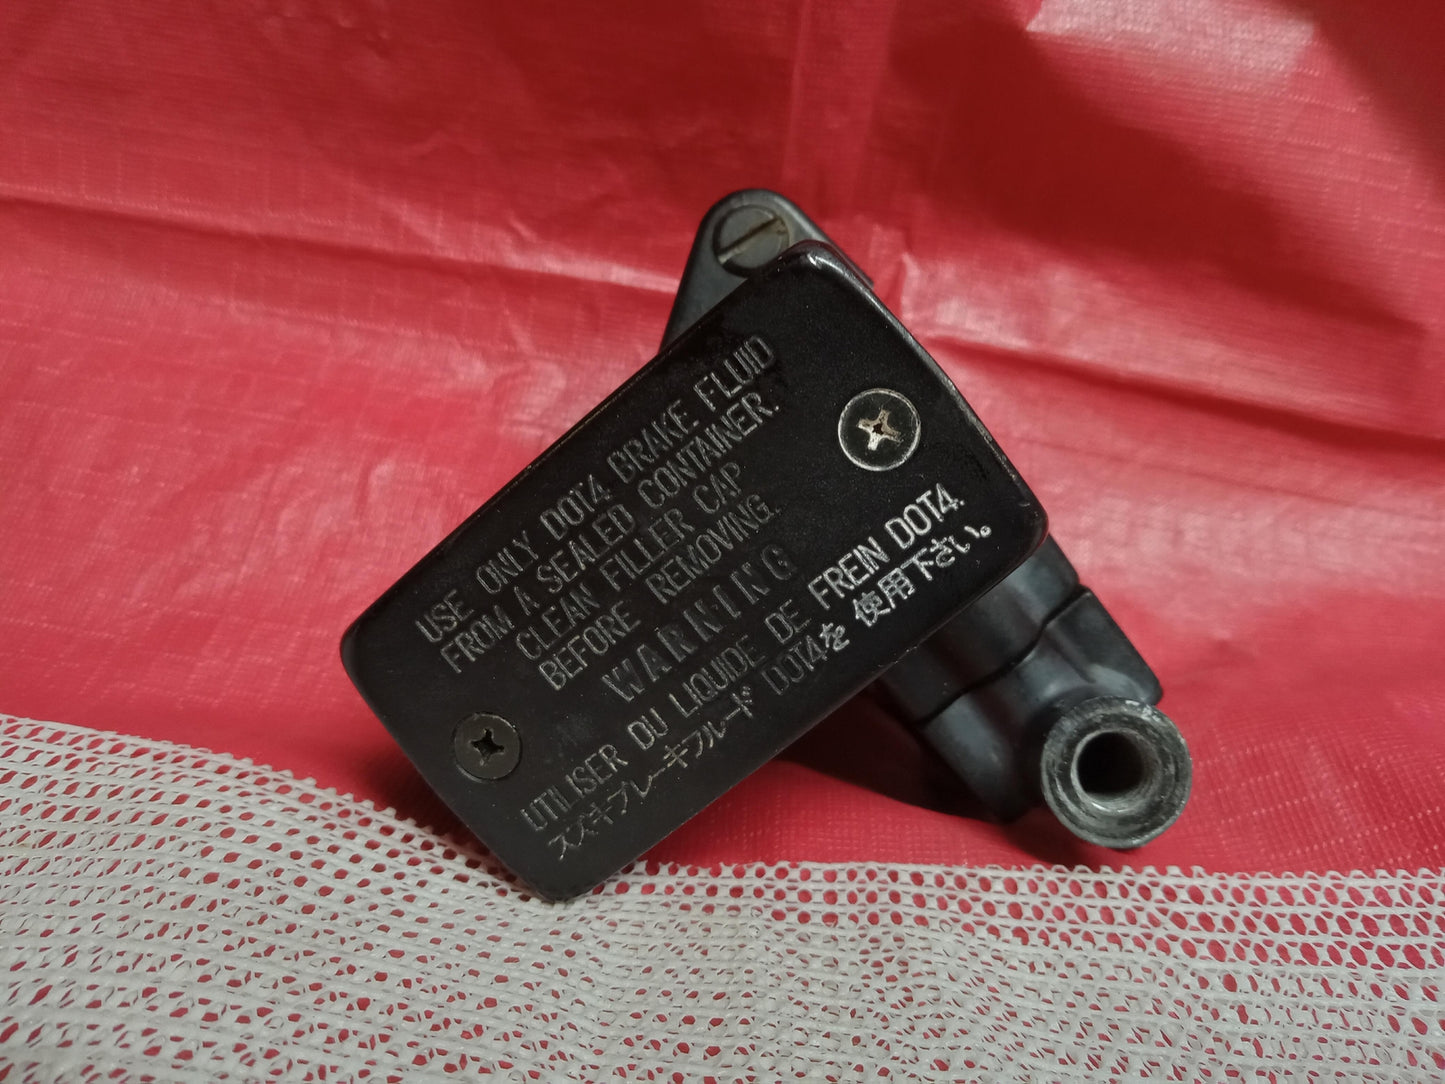 USE ONLY DOT4 BRAKE FLUID
FROM A SEALED CONTAINER.
CLEAN FILLER CAP
BEFORE REMOVING.
WARNING
UTILISER DU LIQUIDE DE FREIN DOT4.
スズキブレーキフルード DOT4を使用下さい。